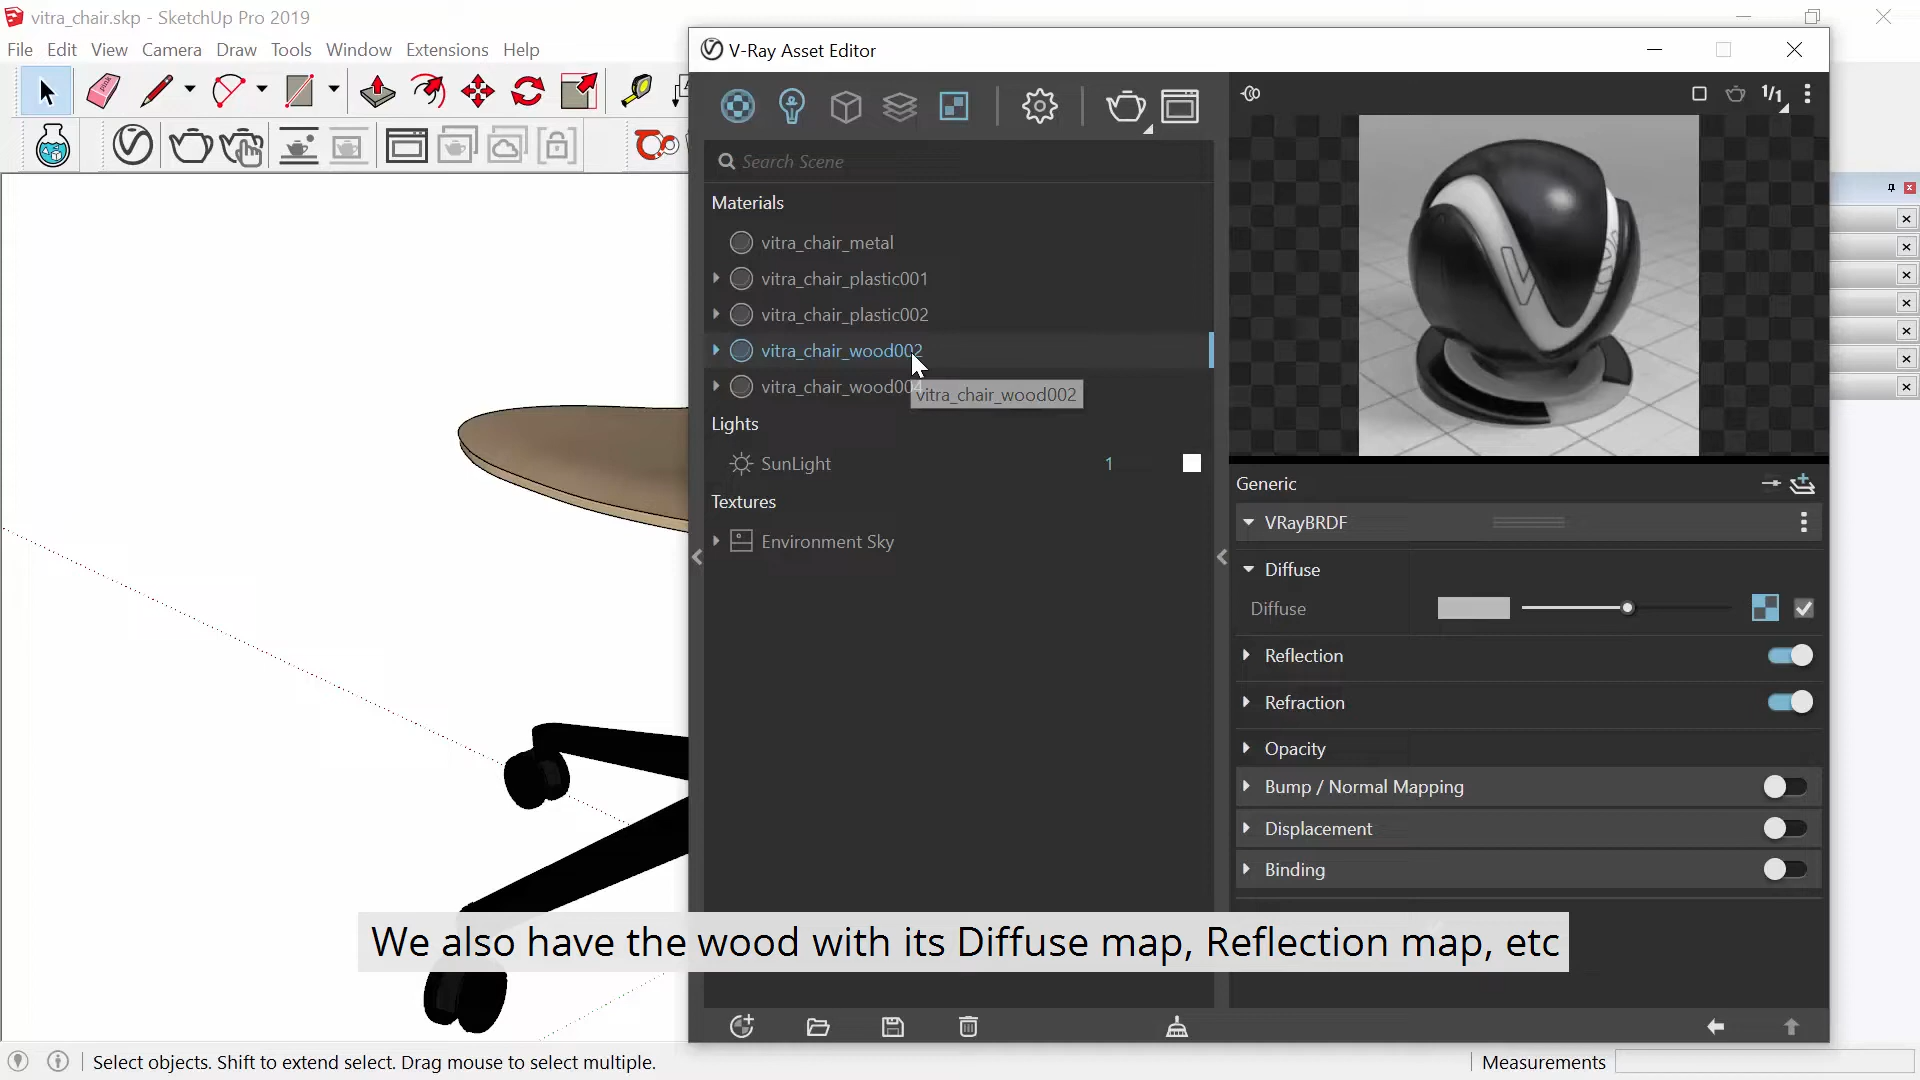 vitra_chair.skp - SketchUp Pro 2019
File Edit View Camera Draw Tools Window Extensions Help
V-Ray Asset Editor
1/1
Search Scene
Materials
vitra_chair_metal
vitra_chair_plastic001
vitra_chair_plastic002
vitra_chair_wood002
vitra_chair_wood004
vitra_chair_wood002
Lights
SunLight 1
Textures
Environment Sky
Generic
VRayBRDF
Diffuse
Diffuse
Reflection
Refraction
Opacity
Bump / Normal Mapping
Displacement
Binding
We also have the wood with its Diffuse map, Reflection map, etc
Select objects. Shift to extend select. Drag mouse to select multiple.
Measurements